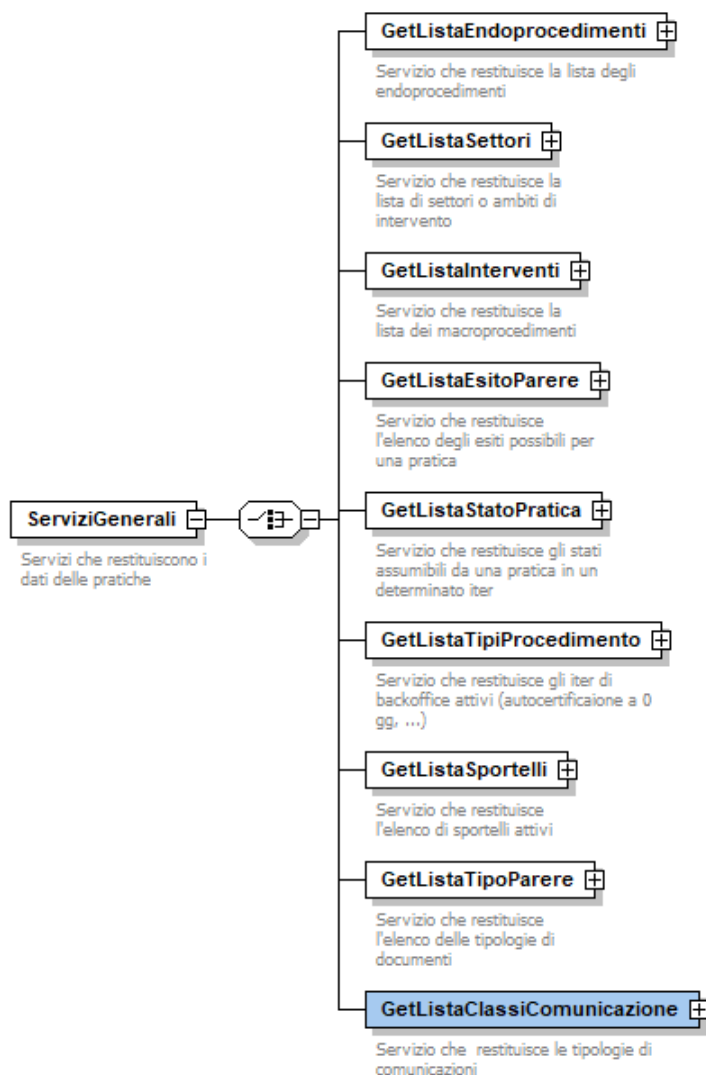 GetListaEndoprocedimenti
Servizio che restituisce la lista degli
endoprocedimenti
GetListaSettori
Servizio che restituisce la
lista di settori o ambiti di
intervento
GetListaInterventi
Servizio che restituisce la
lista dei macroprocedimenti
GetListaEsitoParere
Servizio che restituisce
l'elenco degli esiti possibili per
una pratica
ServiziGenerali
Servizi che restituiscono i
dati delle pratiche
GetListaStatoPratica
Servizio che restituisce gli stati
assumibili da una pratica in un
determinato iter
GetListaTipiProcedimento
Servizio che restituisce gli iter di
backoffice attivi (autocertificaione a 0
gg, ...)
GetListaSportelli
Servizio che restituisce
l'elenco di sportelli attivi
GetListaTipoParere
Servizio che restituisce
l'elenco delle tipologie di
documenti
GetListaClassiComunicazione
Servizio che  restituisce le tipologie di
comunicazioni